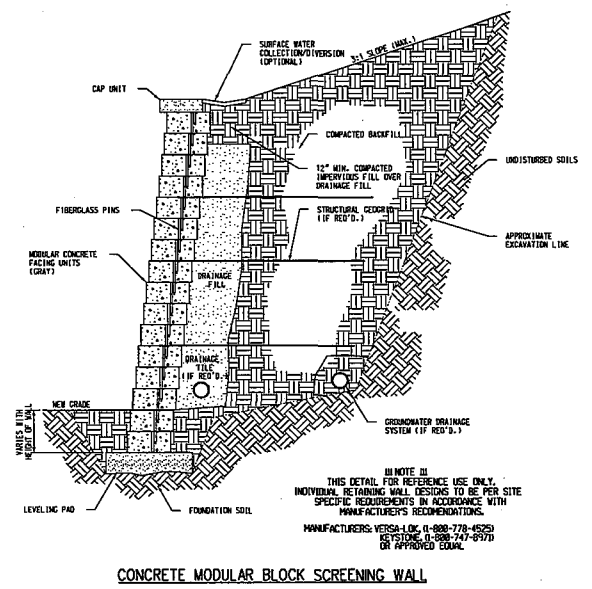 SURFACE WATER
COLLECTION/DIVERSION
(OPTIONAL)
3:1 SLOPE (MAX.)
CAP UNIT
COMPACTED BACKFILL
UNDISTURBED SOILS
12" MIN. COMPACTED
IMPERVIOUS FILL OVER
DRAINAGE FILL
FIBERGLASS PINS
STRUCTURAL GEOGRID
(IF REQ'D.)
APPROXIMATE
EXCAVATION LINE
MODULAR CONCRETE
FACING UNITS
(GRAY)
DRAINAGE
FILL
DRAINAGE
TILE
(IF REQ'D.)
NEW GRADE
VARIES WITH
HEIGHT OF WALL
GROUNDWATER DRAINAGE
SYSTEM (IF REQ'D.)
LEVELING PAD
FOUNDATION SOIL
!!! NOTE !!!
THIS DETAIL FOR REFERENCE USE ONLY.
INDIVIDUAL RETAINING WALL DESIGNS TO BE PER SITE
SPECIFIC REQUIREMENTS IN ACCORDANCE WITH
MANUFACTURER'S RECOMENDATIONS.
MANUFACTURERS: VERSA-LOK, (1-800-770-4525)
KEYSTONE, (1-800-747-8971)
OR APPROVED EQUAL
CONCRETE MODULAR BLOCK SCREENING WALL